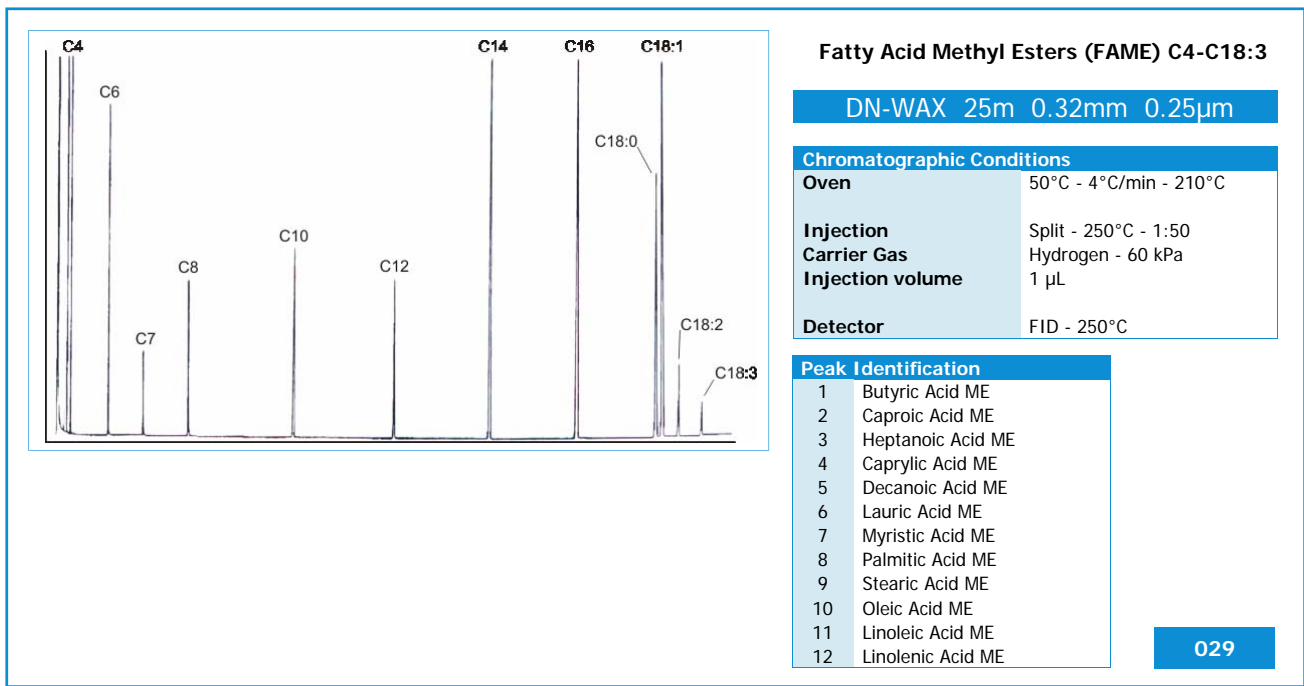 C4
C14
C16
C18:1
C6
C18:0
C10
C8
C12
C7
C18:2
C18:3
Fatty Acid Methyl Esters (FAME) C4-C18:3
DN-WAX 25m 0.32mm 0.25µm
Chromatographic Conditions
Oven 50°C - 4°C/min - 210°C
Injection Split - 250°C - 1:50
Carrier Gas Hydrogen - 60 kPa
Injection volume 1 µL
Detector FID - 250°C
Peak Identification
1 Butyric Acid ME
2 Caproic Acid ME
3 Heptanoic Acid ME
4 Caprylic Acid ME
5 Decanoic Acid ME
6 Lauric Acid ME
7 Myristic Acid ME
8 Palmitic Acid ME
9 Stearic Acid ME
10 Oleic Acid ME
11 Linoleic Acid ME
12 Linolenic Acid ME
029